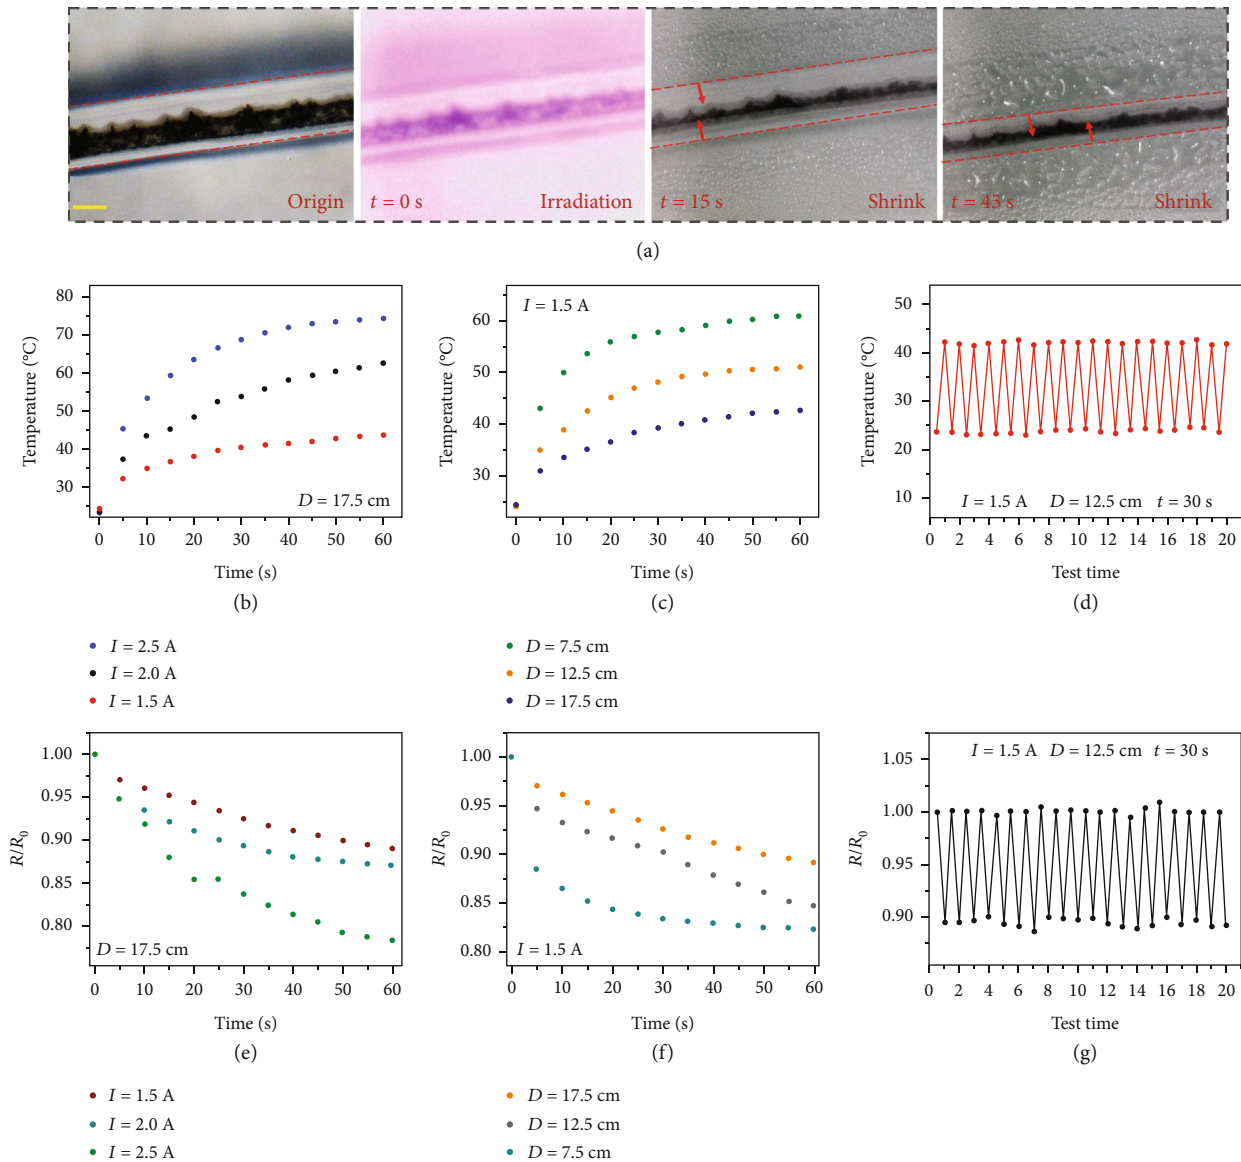 Origin
t = 0 s Irradiation
t = 15 s Shrink
t = 45 s Shrink
(a)
80
70
60
50
40
30
Temperature (°C)
D = 17.5 cm
0 10 20 30 40 50 60
Time (s)
(b)
I = 2.5 A
I = 2.0 A
I = 1.5 A
60
50
40
30
Temperature (°C)
I = 1.5 A
0 10 20 30 40 50 60
Time (s)
(c)
D = 7.5 cm
D = 12.5 cm
D = 17.5 cm
50
40
30
20
10
Temperature (°C)
I = 1.5 A D = 12.5 cm t = 30 s
0 2 4 6 8 10 12 14 16 18 20
Test time
(d)
1.00
0.95
0.90
0.85
0.80
R/R0
D = 17.5 cm
0 10 20 30 40 50 60
Time (s)
(e)
I = 1.5 A
I = 2.0 A
I = 2.5 A
1.00
0.95
0.90
0.85
0.80
R/R0
I = 1.5 A
0 10 20 30 40 50 60
Time (s)
(f)
D = 17.5 cm
D = 12.5 cm
D = 7.5 cm
1.05
1.00
0.95
0.90
R/R0
I = 1.5 A D = 12.5 cm t = 30 s
0 2 4 6 8 10 12 14 16 18 20
Test time
(g)